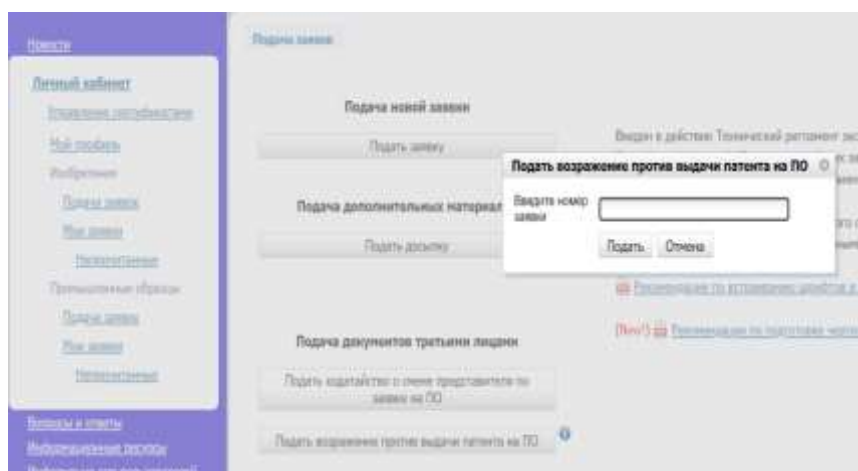 Новости
Личный кабинет
Управление сертификатами
Мой профиль
Изобретения
Подача заявок
Мои заявки
Непрочитанные
Промышленные образцы
Подача заявок
Мои заявки
Непрочитанные
Вопросы и ответы
Информационные ресурсы
Подача заявок
Подача новой заявки
Подать заявку
Подача дополнительных материал
Подать досылку
Подача документов третьими лицами
Подать ходатайство о смене представителя по
заявке на ПО
Подать возражение против выдачи патента на ПО
Введен в действие Технический регламент
Подать возражение против выдачи патента на ПО
Введите номер
заявки
Подать Отмена
Рекомендации по встраиванию шрифтов в
(New!) Рекомендации по подготовке